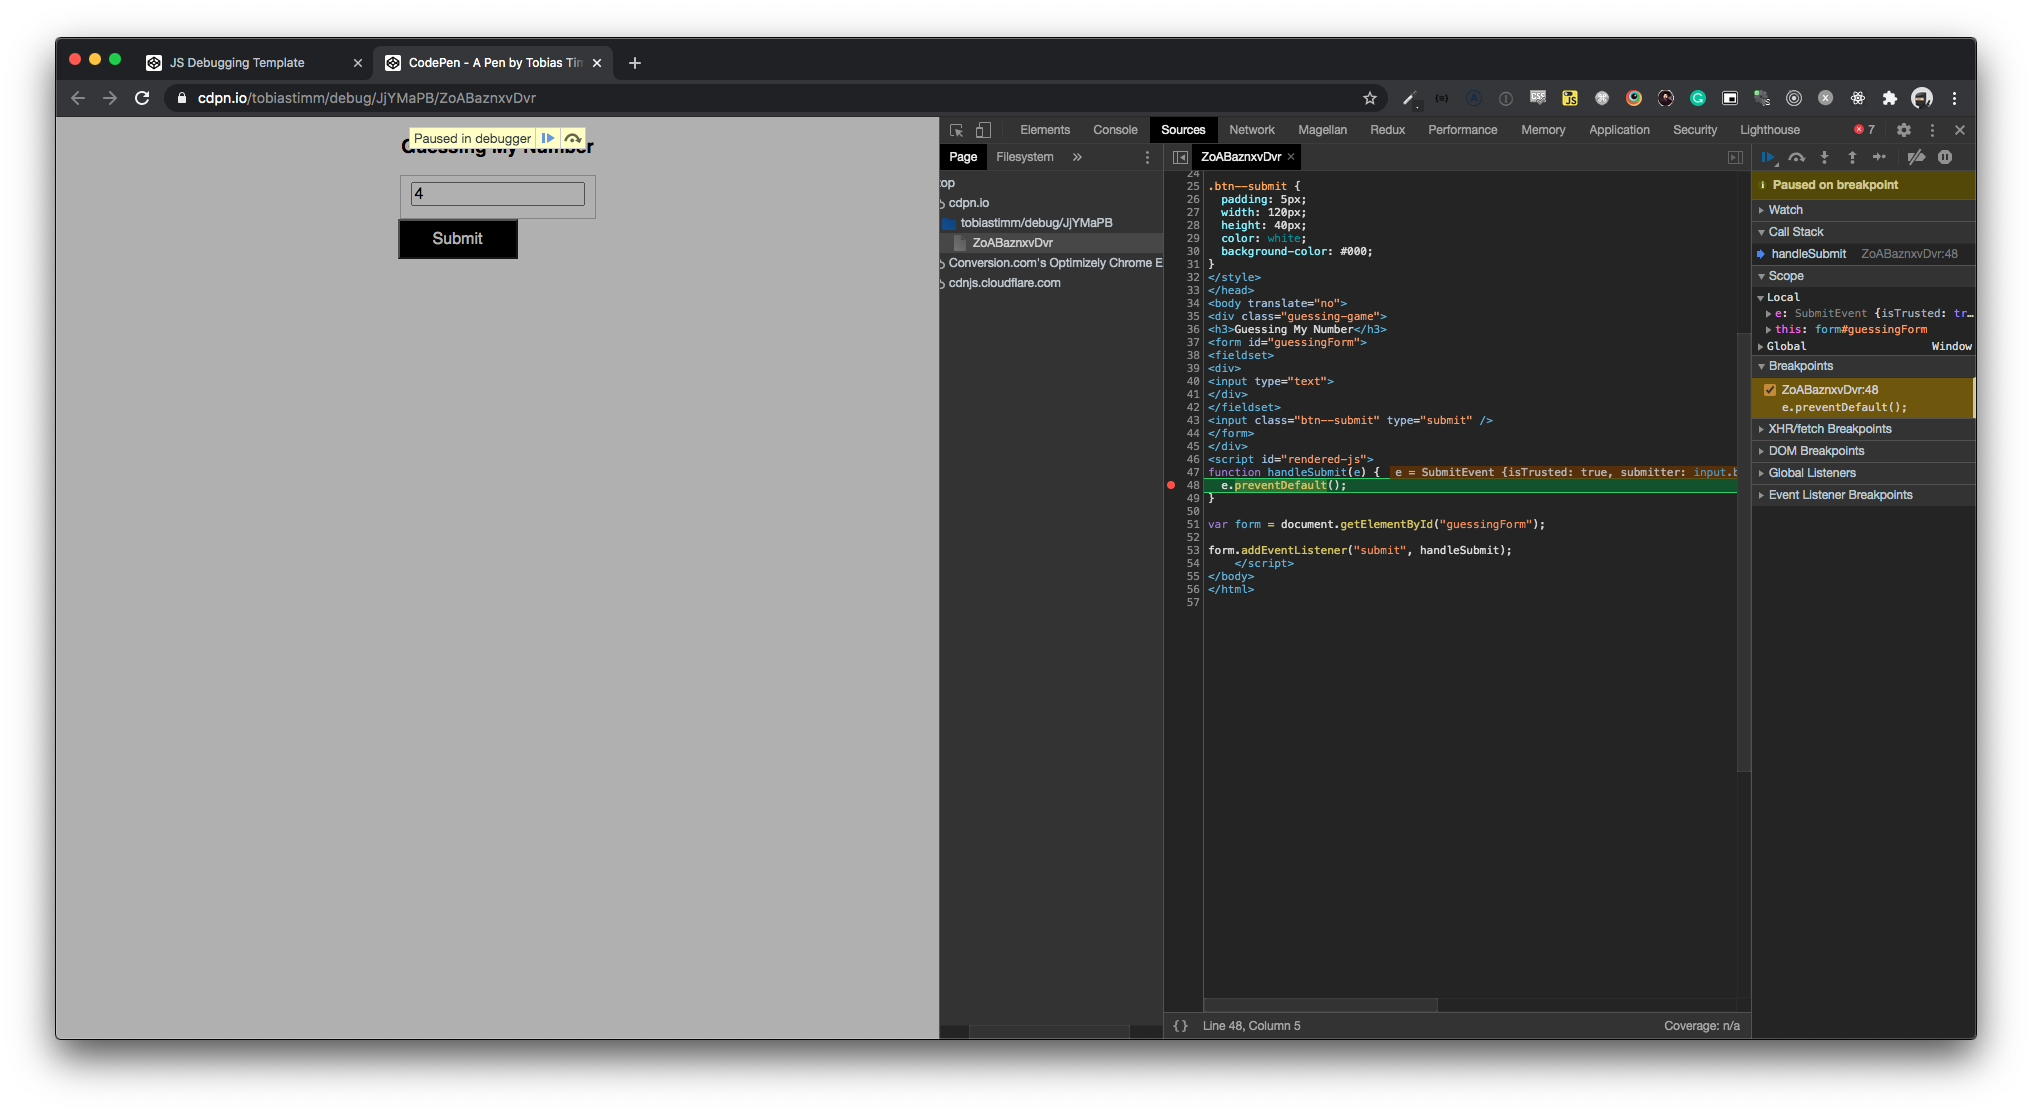 JS Debugging Template
CodePen - A Pen by Tobias Tim
cdpn.io/tobiastimm/debug/JjYMaPB/ZoABaznxvDvr
Paused in debugger
Guessing My Number
4
Submit
Elements Console Sources Network Magellan Redux Performance Memory Application Security Lighthouse 7
Page Filesystem »
top
cdpn.io
tobiastimm/debug/JjYMaPB
ZoABaznxvDvr
Conversion.com's Optimizely Chrome E
cdnjs.cloudflare.com
ZoABaznxvDvr
24
25 .btn--submit {
26 padding: 5px;
27 width: 120px;
28 height: 40px;
29 color: white;
30 background-color: #000;
31 }
32 </style>
33 </head>
34 <body translate="no">
35 <div class="guessing-game">
36 <h3>Guessing My Number</h3>
37 <form id="guessingForm">
38 <fieldset>
39 <div>
40 <input type="text">
41 </div>
42 </fieldset>
43 <input class="btn--submit" type="submit" />
44 </form>
45 </div>
46 <script id="rendered-js">
47 function handleSubmit(e) { e = SubmitEvent {isTrusted: true, submitter: input.b
48 e.preventDefault();
49 }
50
51 var form = document.getElementById("guessingForm");
52
53 form.addEventListener("submit", handleSubmit);
54 </script>
55 </body>
56 </html>
57
{} Line 48, Column 5 Coverage: n/a
Paused on breakpoint
Watch
Call Stack
handleSubmit ZoABaznxvDvr:48
Scope
Local
e: SubmitEvent {isTrusted: tr…
this: form#guessingForm
Global Window
Breakpoints
ZoABaznxvDvr:48
e.preventDefault();
XHR/fetch Breakpoints
DOM Breakpoints
Global Listeners
Event Listener Breakpoints